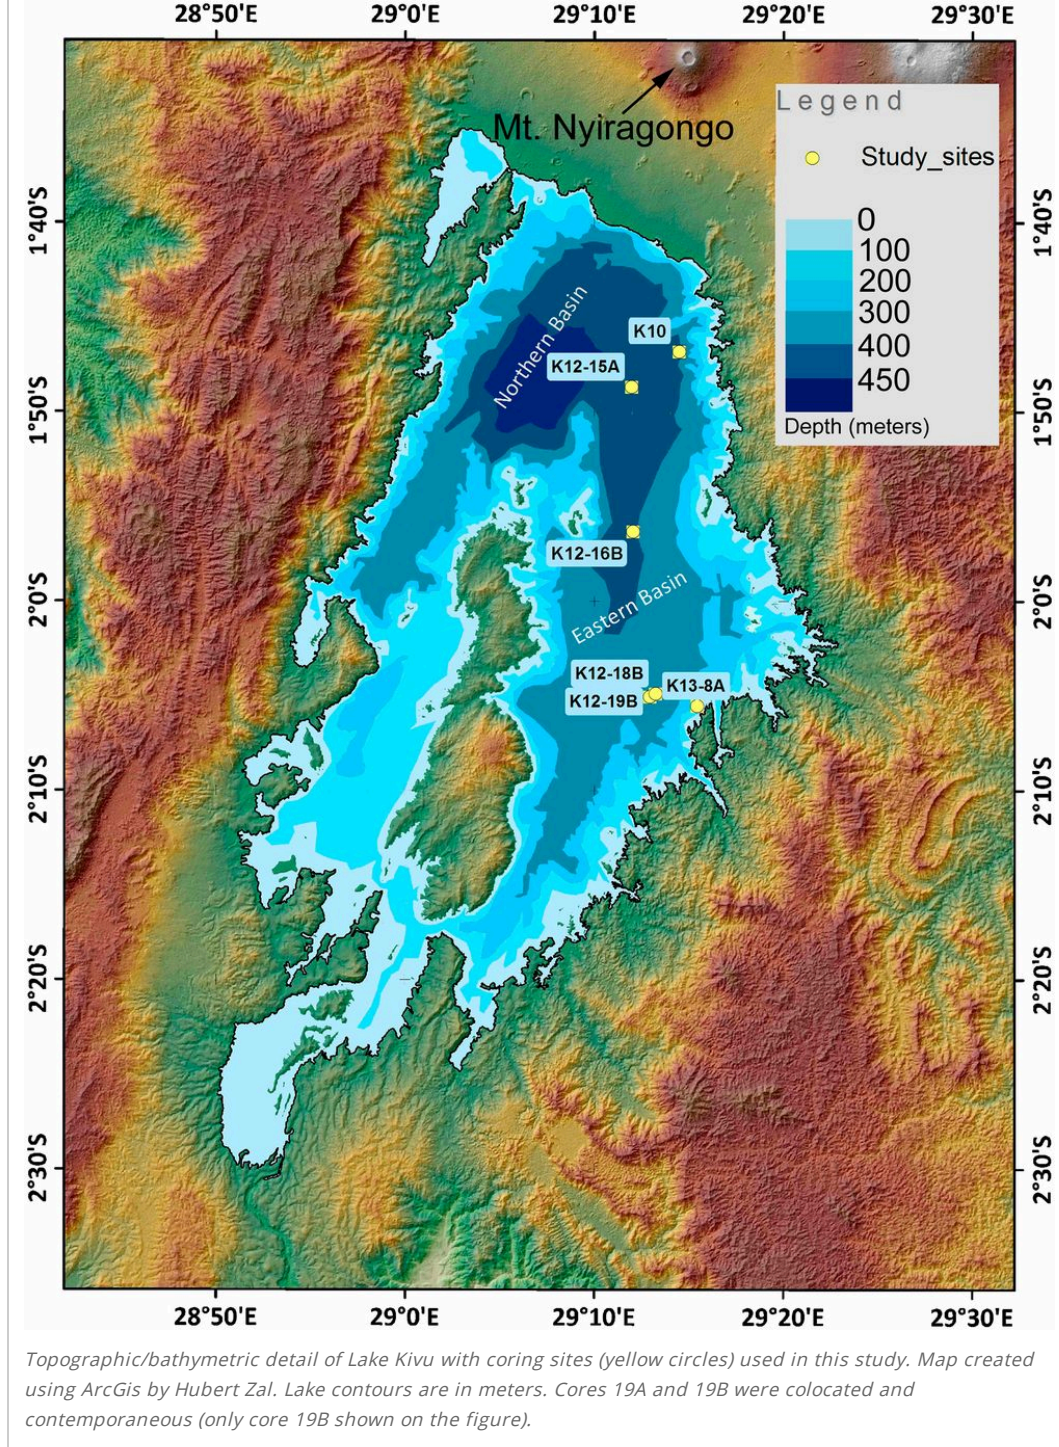 28°50'E 29°0'E 29°10'E 29°20'E 29°30'E
Mt. Nyiragongo
Legend
Study_sites
0
100
200
300
400
450
Depth (meters)
1°40'S 1°40'S
Northern Basin
K10
K12-15A
1°50'S 1°50'S
K12-16B
Eastern Basin
2°0'S 2°0'S
K12-18B
K13-8A
K12-19B
2°10'S 2°10'S
2°20'S 2°20'S
2°30'S 2°30'S
28°50'E 29°0'E 29°10'E 29°20'E 29°30'E
Topographic/bathymetric detail of Lake Kivu with coring sites (yellow circles) used in this study. Map created
using ArcGis by Hubert Zal. Lake contours are in meters. Cores 19A and 19B were colocated and
contemporaneous (only core 19B shown on the figure).